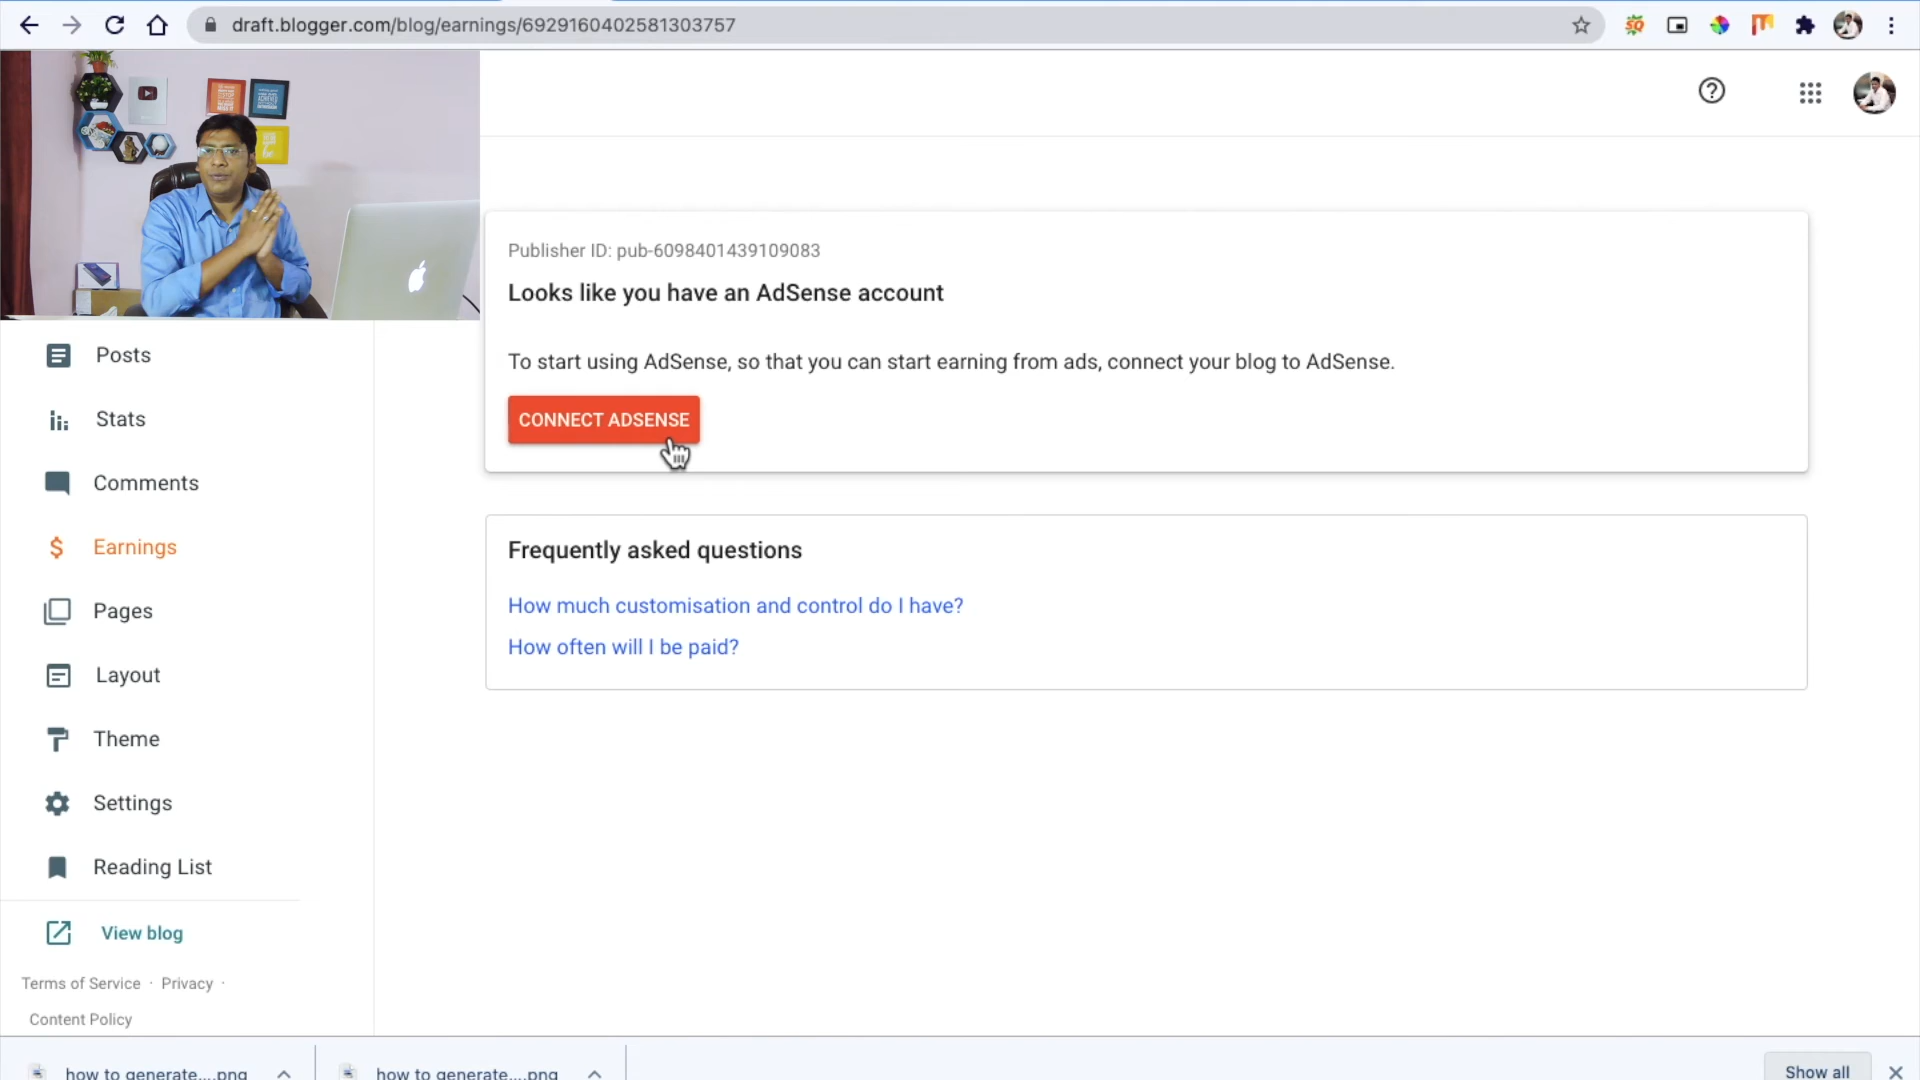 draft.blogger.com/blog/earnings/6929160402581303757
Publisher ID: pub-6098401439109083
Looks like you have an AdSense account
To start using AdSense, so that you can start earning from ads, connect your blog to AdSense.
CONNECT ADSENSE
Frequently asked questions
How much customisation and control do I have?
How often will I be paid?
Posts
Stats
Comments
Earnings
Pages
Layout
Theme
Settings
Reading List
View blog
Terms of Service · Privacy ·
Content Policy
how to generate....png
how to generate....png
Show all